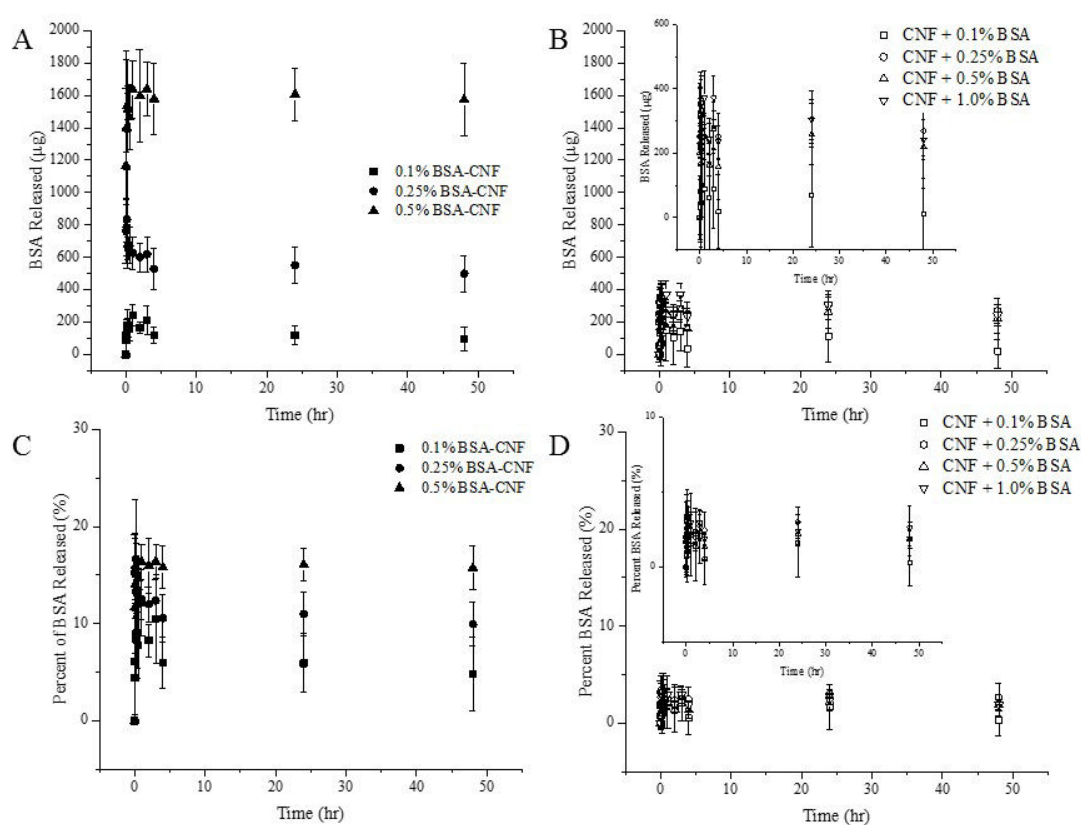 A
BSA Released (μg)
2000
1800
1600
1400
1200
1000
800
600
400
200
0
0 10 20 30 40 50
Time (hr)
0.1% BSA-CNF
0.25% BSA-CNF
0.5% BSA-CNF
B
BSA Released (μg)
2000
1800
1600
1400
1200
1000
800
600
400
200
0
0 10 20 30 40 50
Time (hr)
BSA Released (μg)
600
400
200
0
0 10 20 30 40 50
Time (hr)
CNF + 0.1% BSA
CNF + 0.25% BSA
CNF + 0.5% BSA
CNF + 1.0% BSA
C
Percent of BSA Released (%)
30
20
10
0
0 10 20 30 40 50
Time (hr)
0.1% BSA-CNF
0.25% BSA-CNF
0.5% BSA-CNF
D
Percent BSA Released (%)
30
20
10
0
0 10 20 30 40 50
Time (hr)
Percent BSA Released (%)
10
0
0 10 20 30 40 50
Time (hr)
CNF + 0.1% BSA
CNF + 0.25% BSA
CNF + 0.5% BSA
CNF + 1.0% BSA